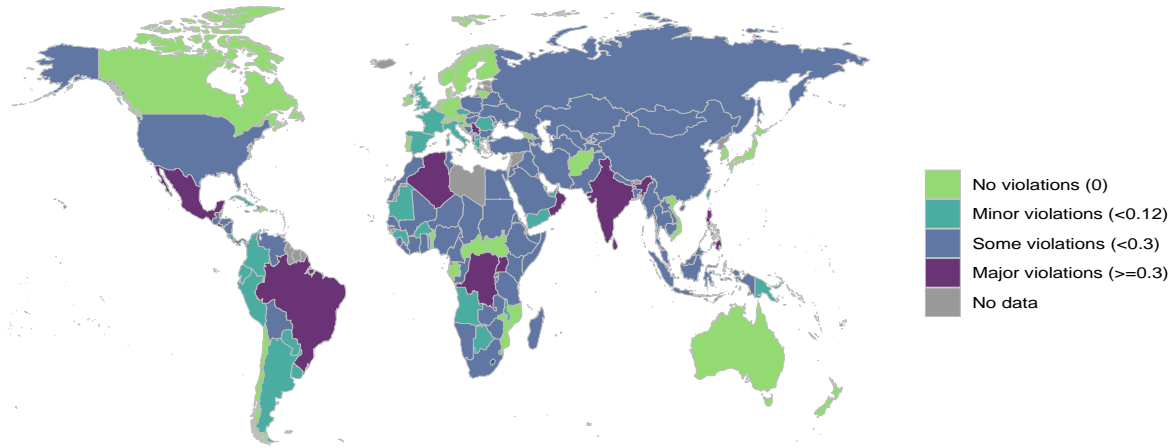 No violations (0)
Minor violations (<0.12)
Some violations (<0.3)
Major violations (>=0.3)
No data